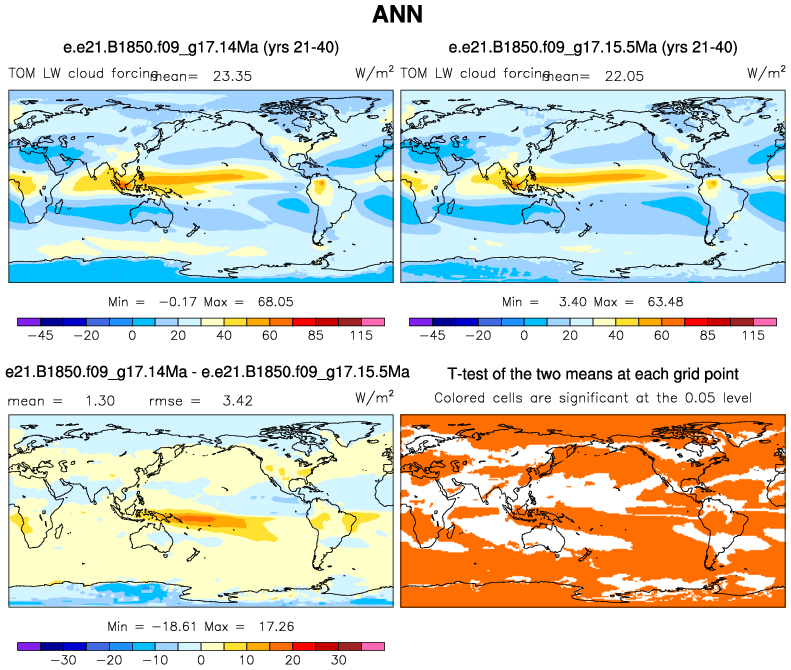 ANN
e.e21.B1850.f09_g17.14Ma (yrs 21-40)
e.e21.B1850.f09_g17.15.5Ma (yrs 21-40)
TOM LW cloud forcing mean= 23.35 W/m²
TOM LW cloud forcing mean= 22.05 W/m²
Min = -0.17 Max = 68.05
Min = 3.40 Max = 63.48
-45 -20 0 20 40 60 85 115
-45 -20 0 20 40 60 85 115
e21.B1850.f09_g17.14Ma - e.e21.B1850.f09_g17.15.5Ma
T-test of the two means at each grid point
mean = 1.30 rmse = 3.42 W/m²
Colored cells are significant at the 0.05 level
Min = -18.61 Max = 17.26
-30 -20 -10 0 10 20 30